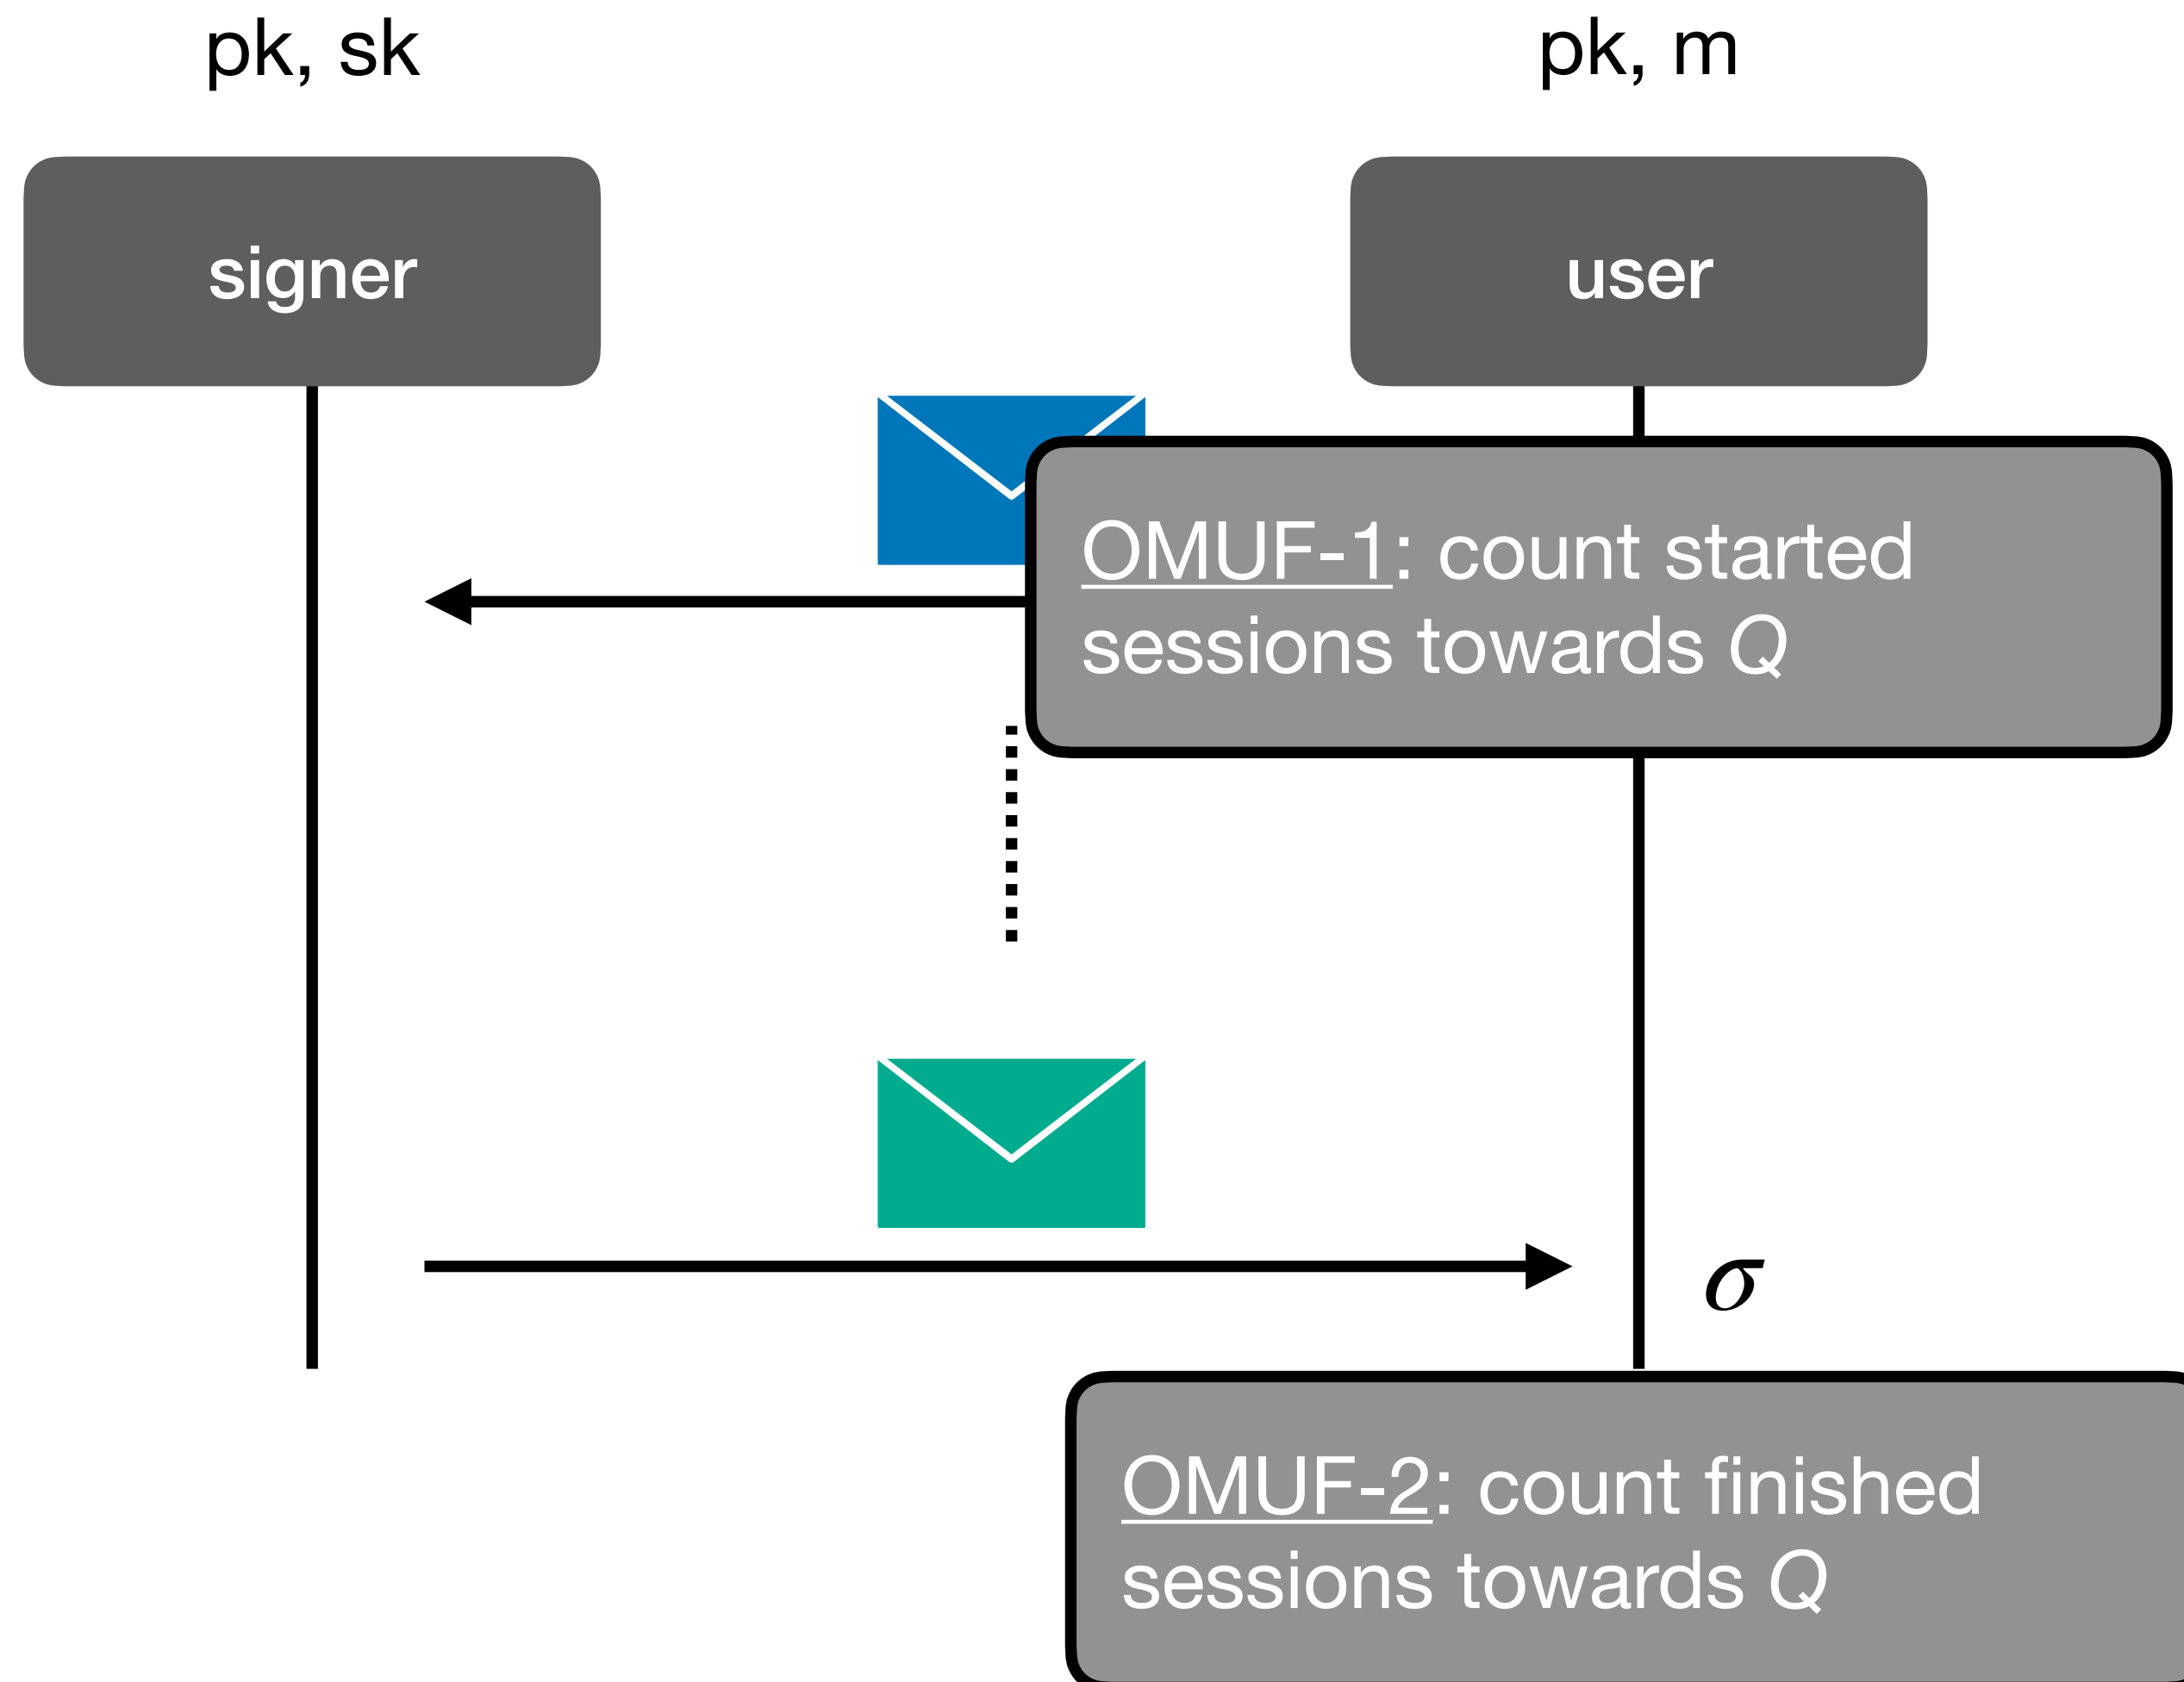 pk, sk
pk, m
signer
user
OMUF-1: count started
sessions towards Q
σ
OMUF-2: count finished
sessions towards Q